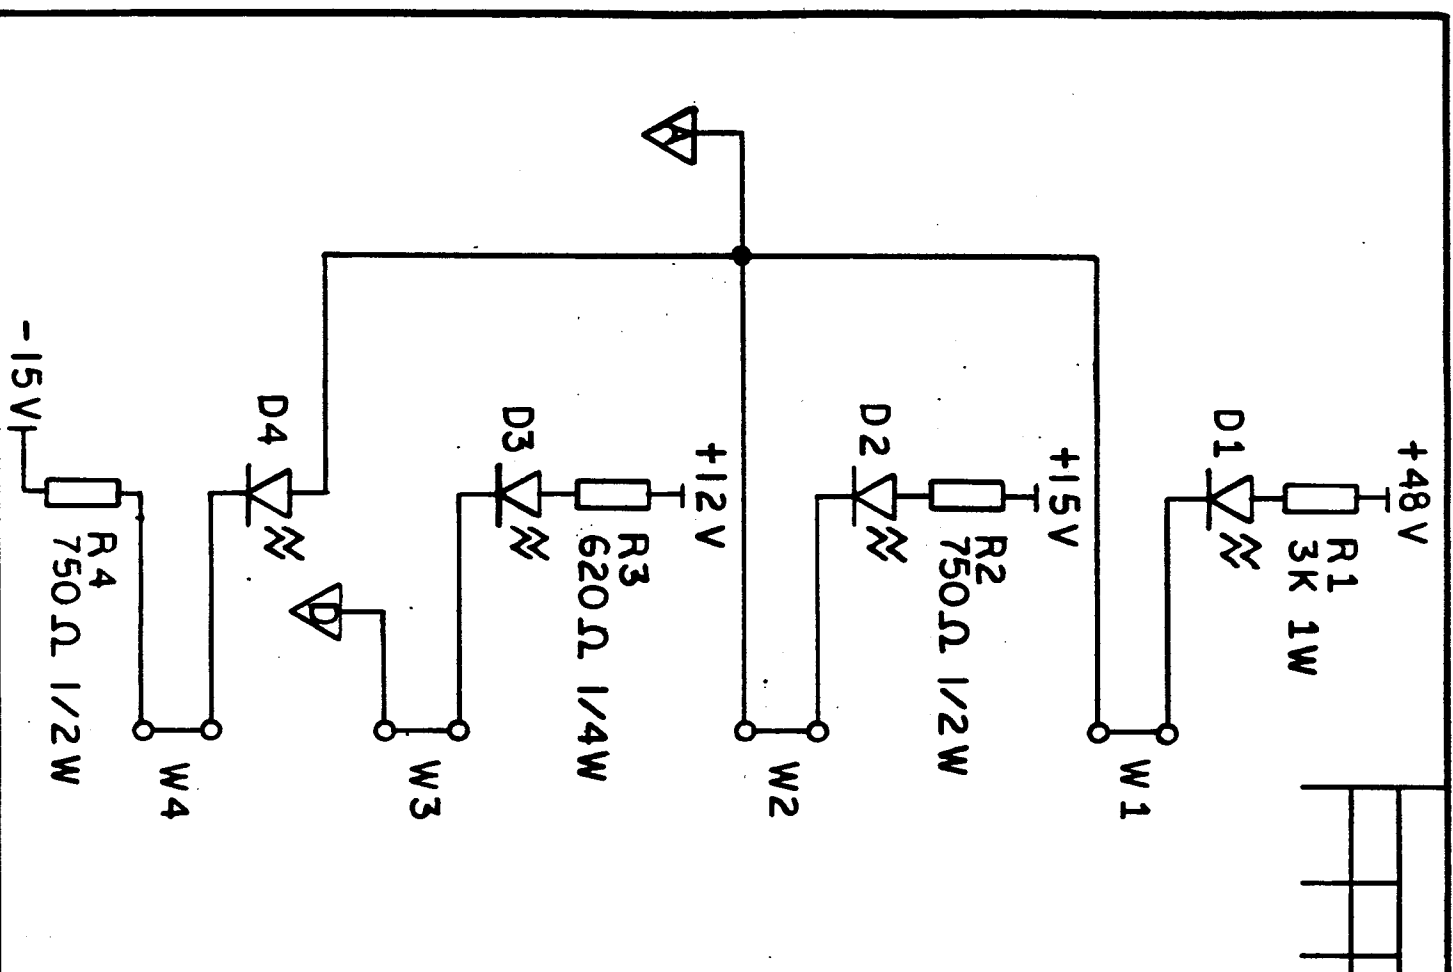 +48V
R1
3K 1W
D1
W1
+15V
R2
750Ω 1/2W
D2
W2
A
+12V
R3
620Ω 1/4W
D3
W3
D
D4
W4
R4
750Ω 1/2W
-15V